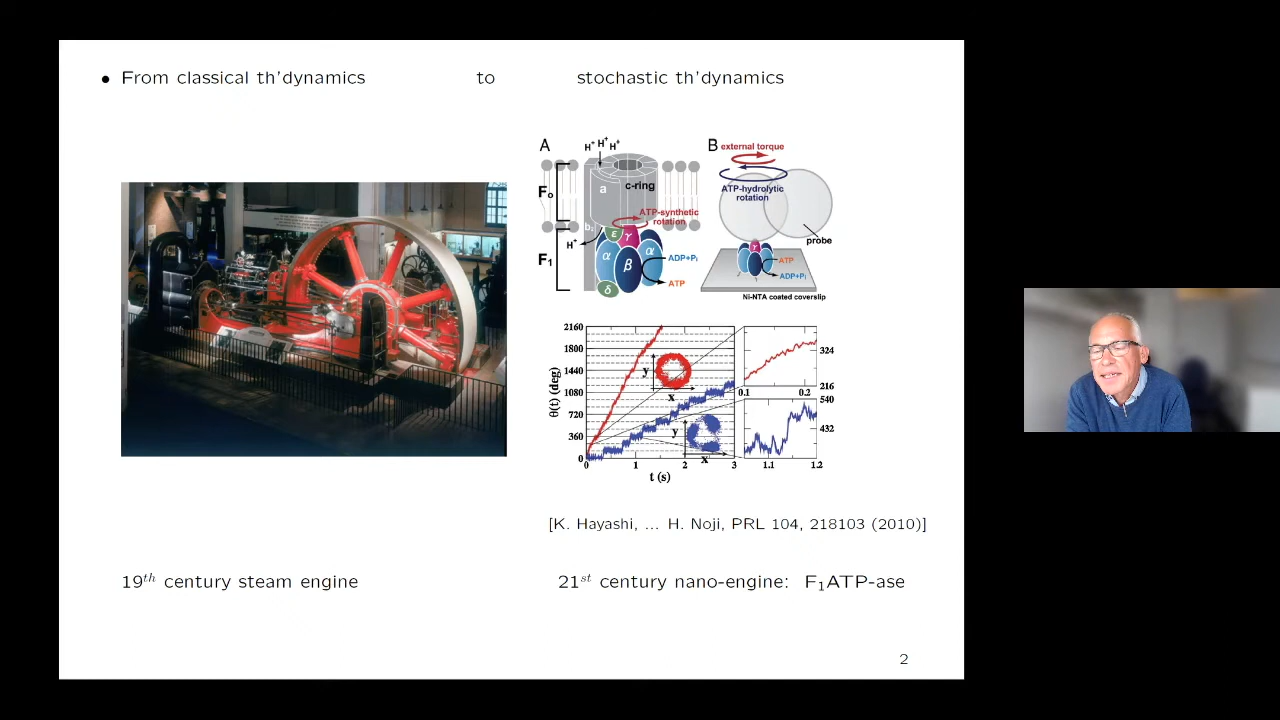 • From classical th'dynamics to stochastic th'dynamics
A
H+ H+ H+
Fo
a
c-ring
ATP-synthetic
rotation
b2
H+
ε γ
F1
α β α
ADP+Pi
ATP
δ
B
external torque
ATP-hydrolytic
rotation
probe
γ
ATP
ADP+Pi
Ni-NTA coated coverslip
θ(t) (deg)
2160
1800
1440
1080
720
360
0
y
x
y
x
0 1 2 3
t (s)
324
216
0.1 0.2
540
432
1.1 1.2
[K. Hayashi, ... H. Noji, PRL 104, 218103 (2010)]
19th century steam engine
21st century nano-engine: F1ATP-ase
2